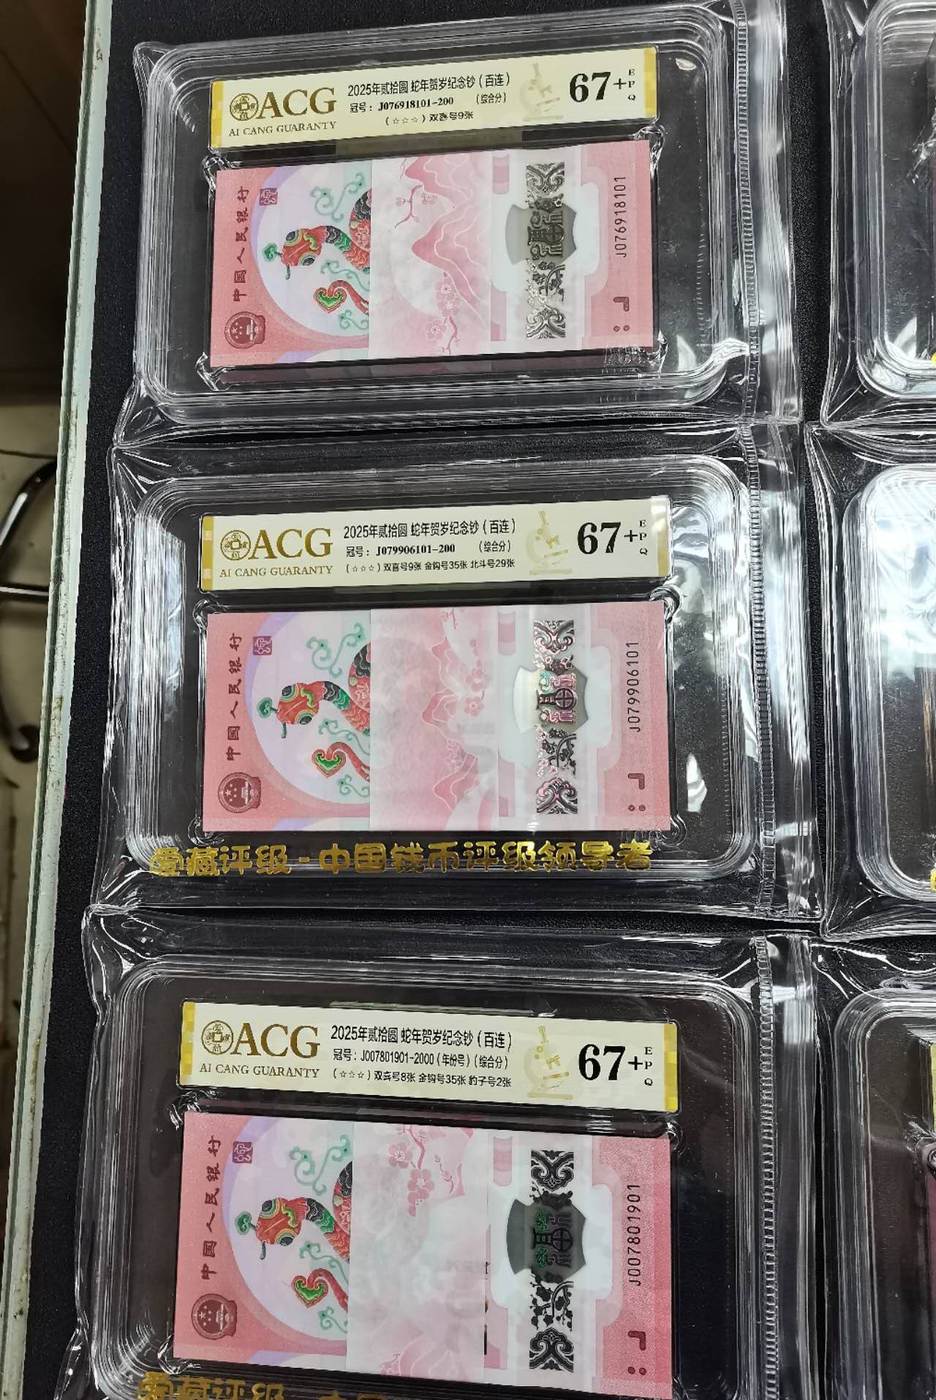 ACG
AI CANG GUARANTY
2025年贰拾圆 蛇年贺岁纪念钞(百连)
冠号: J076918101-200 (综合分)
(☆☆☆) 双喜号9张
67+
EPQ
中国人民银行
J076918101
ACG
AI CANG GUARANTY
2025年贰拾圆 蛇年贺岁纪念钞(百连)
冠号: J079906101-200 (综合分)
(☆☆☆) 双喜号9张 金钩号35张 北斗号29张
67+
EPQ
中国人民银行
J079906101
爱藏评级-中国钱币评级领导者
ACG
AI CANG GUARANTY
2025年贰拾圆 蛇年贺岁纪念钞(百连)
冠号: J007801901-2000(年份号)(综合分)
(☆☆☆) 双喜号8张 金钩号35张 豹子号2张
67+
EPQ
中国人民银行
J007801901
爱藏评级-中国